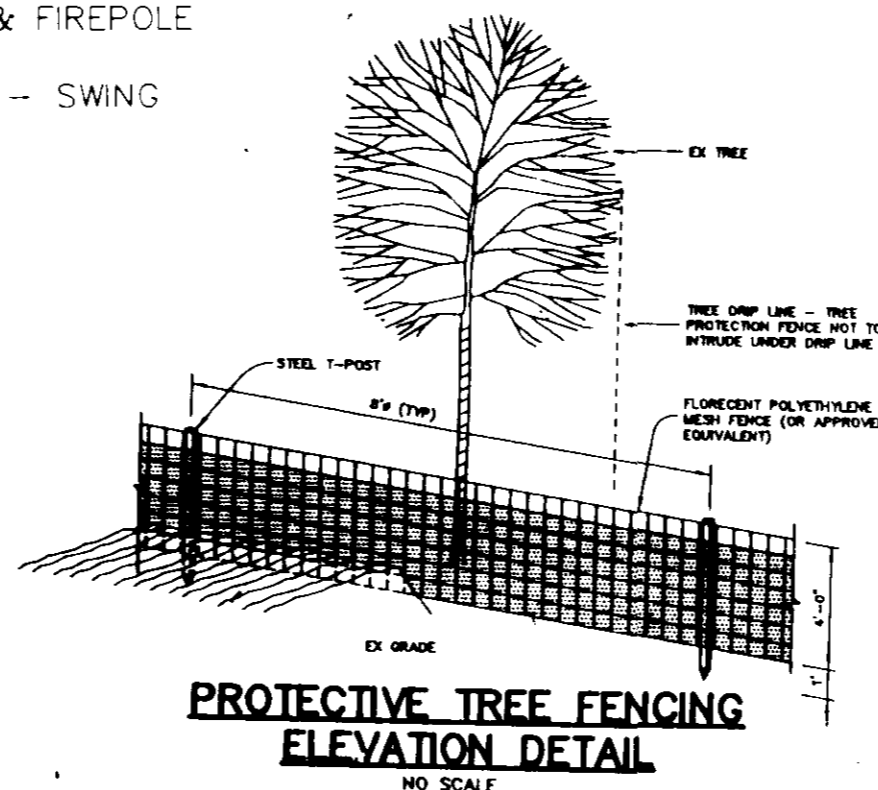 & FIREPOLE
- SWING
EX TREE
TREE DRIP LINE - TREE
PROTECTION FENCE NOT TO
INTRUDE UNDER DRIP LINE
STEEL T-POST
8'ø (TYP)
FLORECENT POLYETHYLENE
MESH FENCE (OR APPROVE
EQUIVALENT)
4'-0"
1'
EX GRADE
PROTECTIVE TREE FENCING
ELEVATION DETAIL
NO SCALE